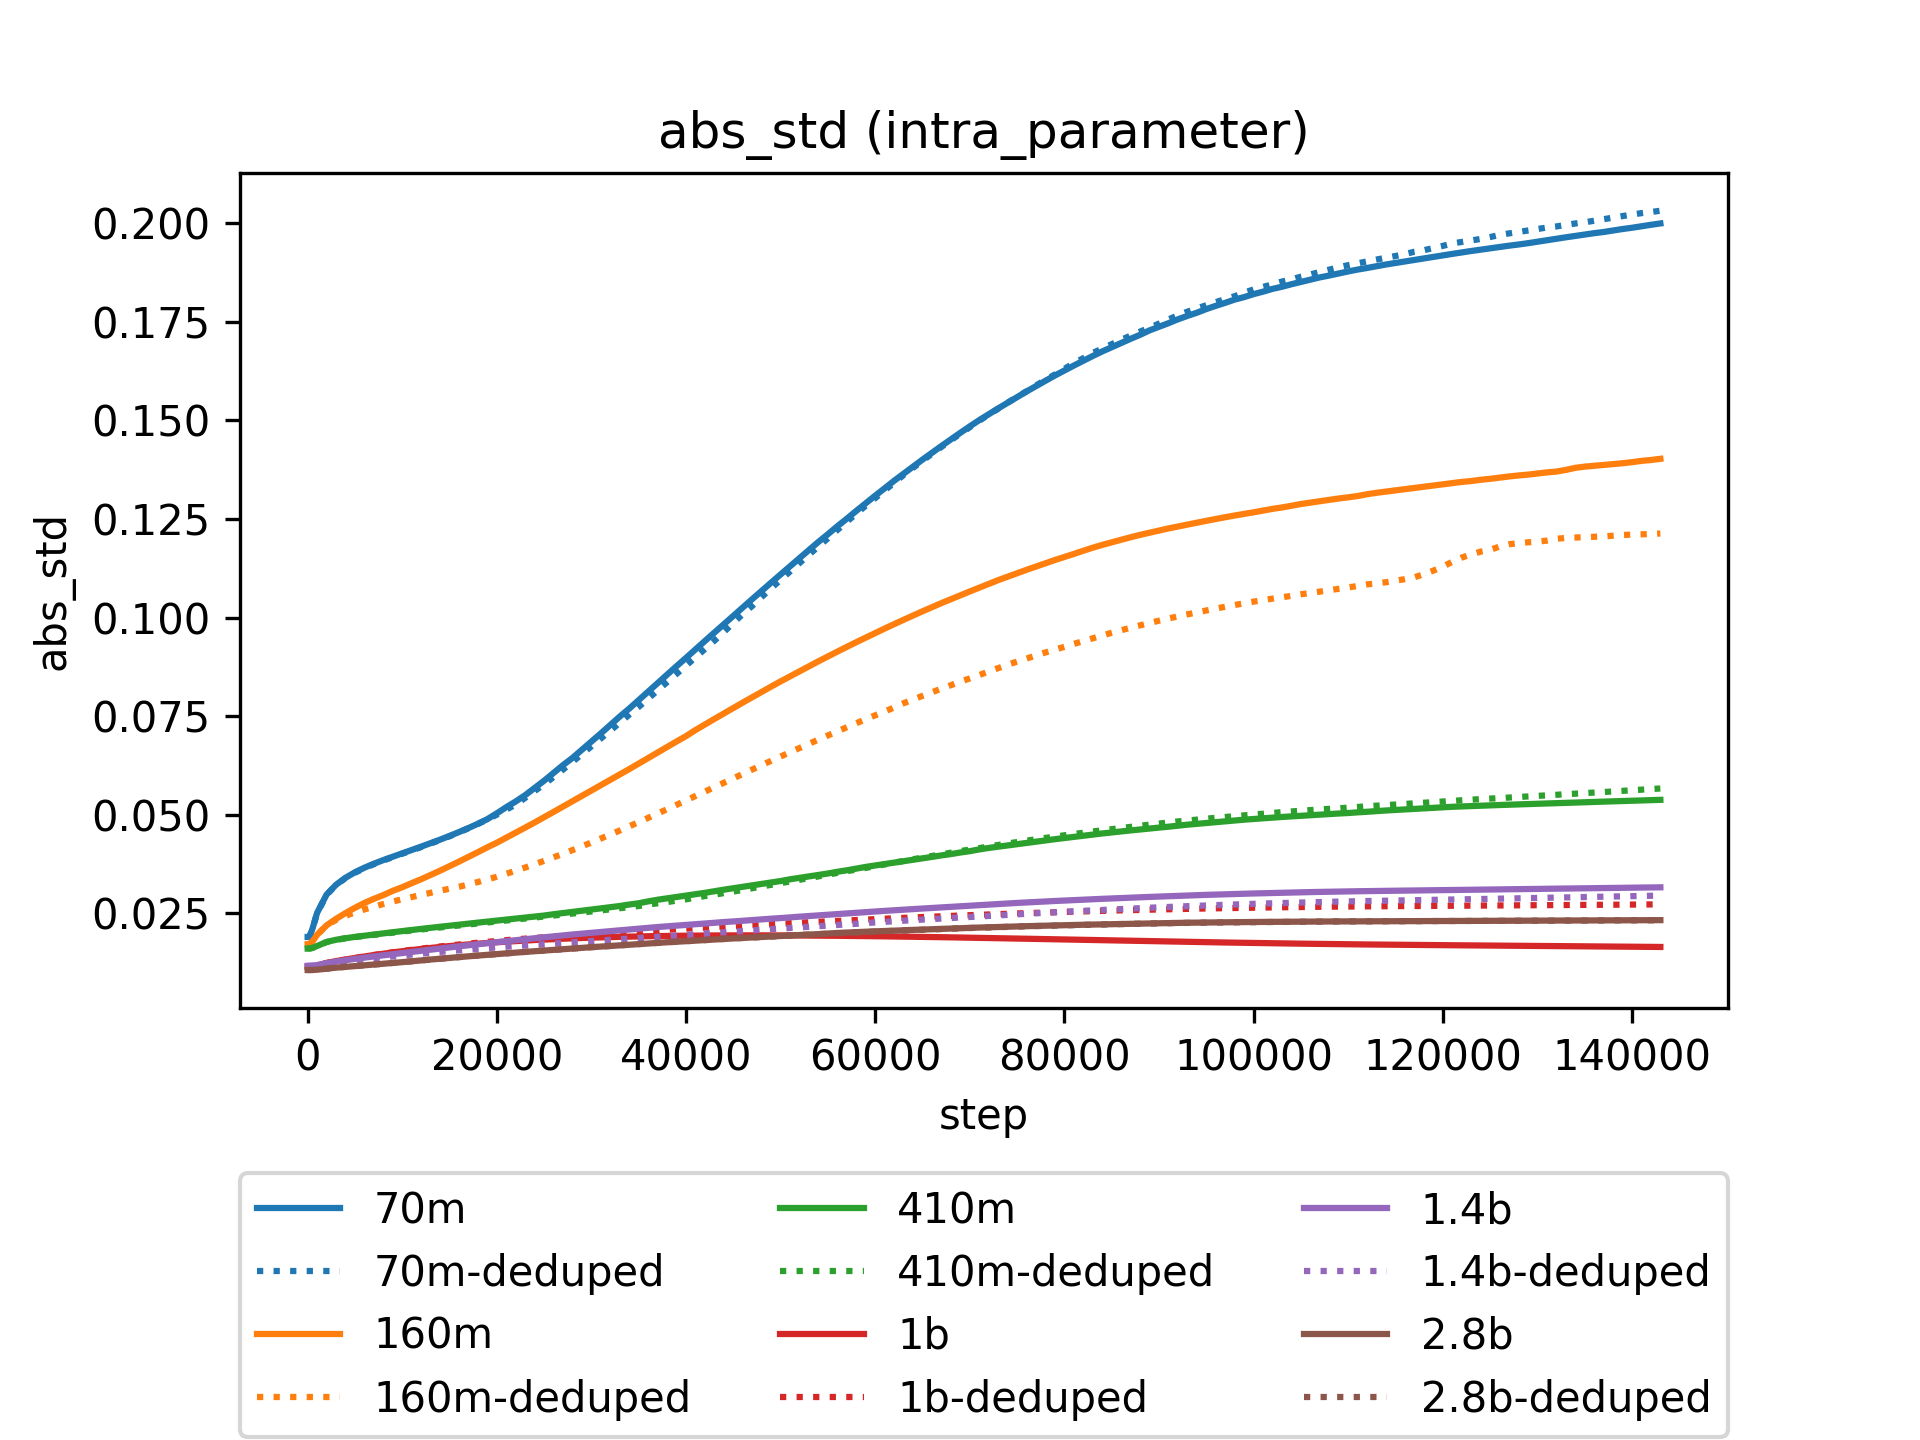 abs_std (intra_parameter)
abs_std
0.200
0.175
0.150
0.125
0.100
0.075
0.050
0.025
0 20000 40000 60000 80000 100000 120000 140000
step
70m 410m 1.4b
70m-deduped 410m-deduped 1.4b-deduped
160m 1b 2.8b
160m-deduped 1b-deduped 2.8b-deduped